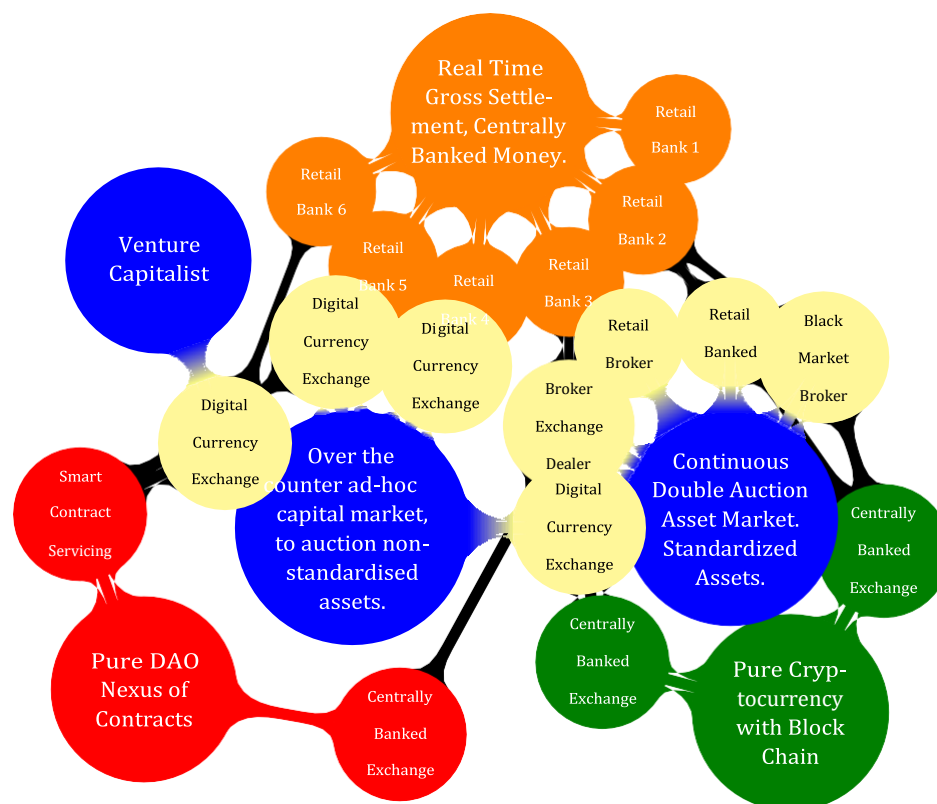 Real Time
Gross Settle-
ment, Centrally
Banked Money.
Retail
Bank 1
Retail
Bank 2
Retail
Bank 3
Retail
Bank 4
Retail
Bank 5
Retail
Bank 6
Venture
Capitalist
Digital
Currency
Exchange
Digital
Currency
Exchange
Digital
Currency
Exchange
Over the
counter ad-hoc
capital market,
to auction non-
standardised
assets.
Retail
Broker
Retail
Banked
Black
Market
Broker
Broker
Exchange
Dealer
Digital
Currency
Exchange
Continuous
Double Auction
Asset Market.
Standardized
Assets.
Smart
Contract
Servicing
Pure DAO
Nexus of
Contracts
Centrally
Banked
Exchange
Centrally
Banked
Exchange
Centrally
Banked
Exchange
Pure Cryp-
tocurrency
with Block
Chain